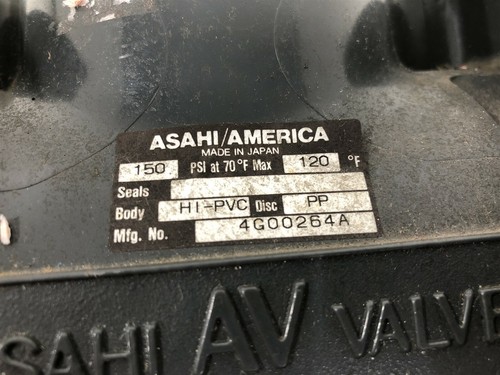 ASAHI/AMERICA
MADE IN JAPAN
150 PSI at 70°F Max 120 °F
Seals
Body HI-PVC Disc PP
Mfg. No. 4G00264A
ASAHI AV VALVE